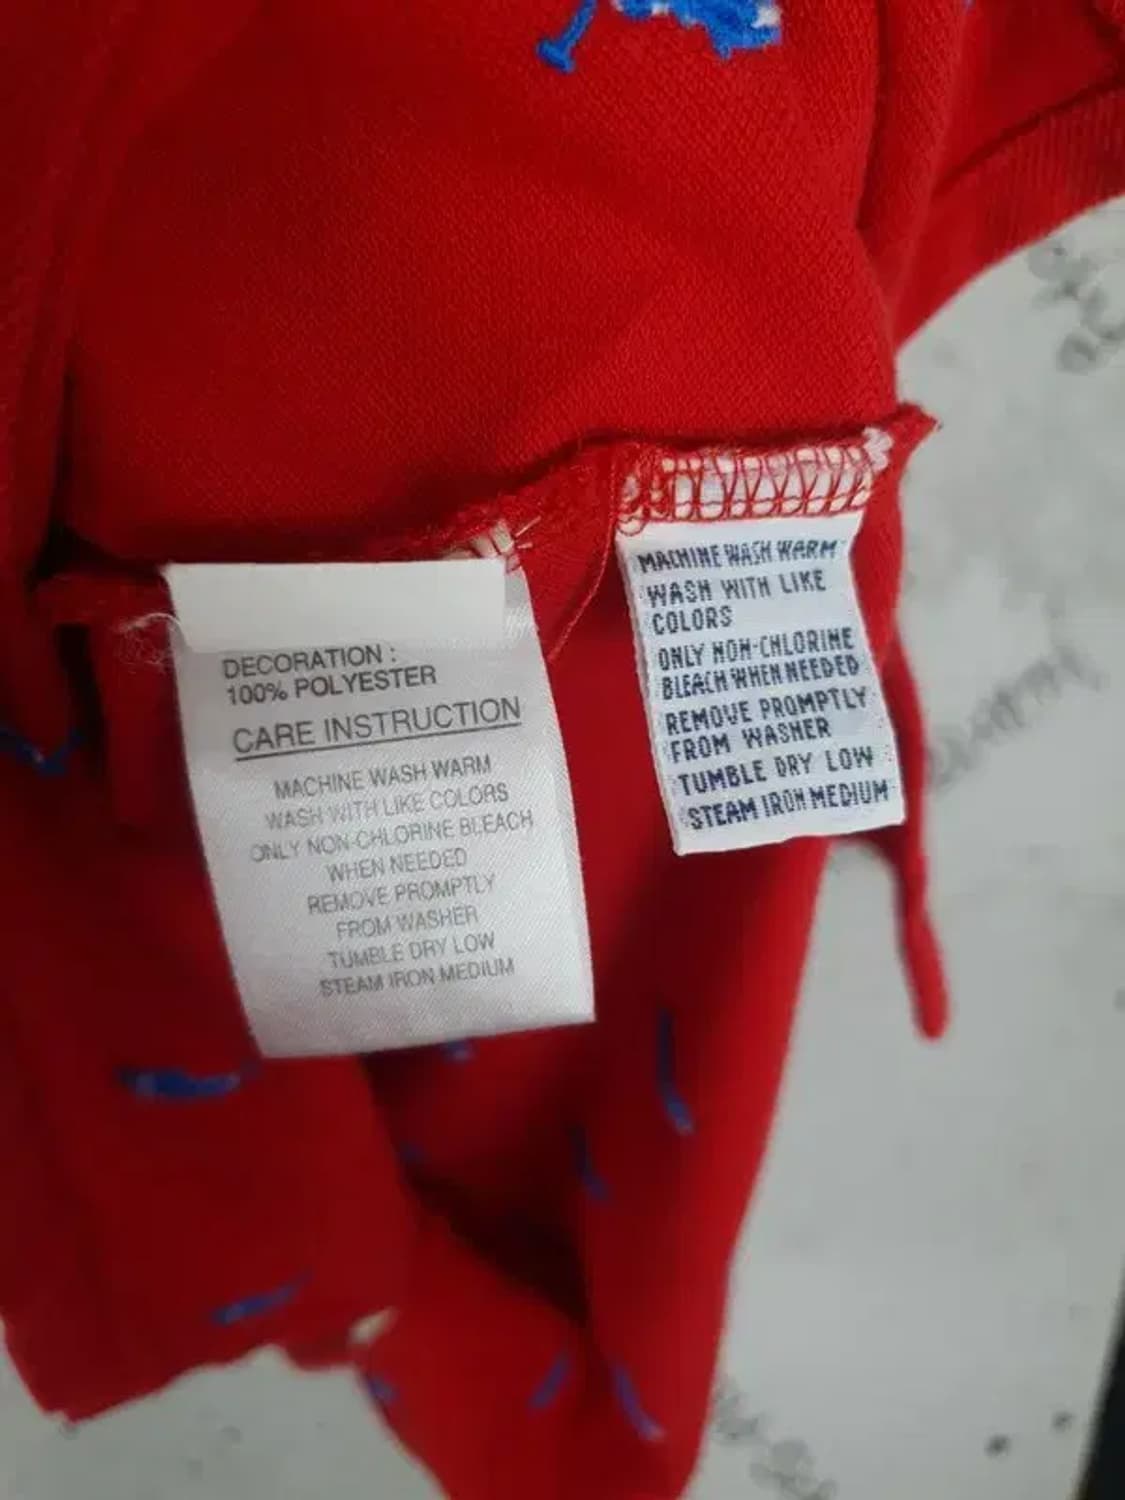 DECORATION :
100% POLYESTER
CARE INSTRUCTION
MACHINE WASH WARM
WASH WITH LIKE COLORS
ONLY NON-CHLORINE BLEACH
WHEN NEEDED
REMOVE PROMPTLY
FROM WASHER
TUMBLE DRY LOW
STEAM IRON MEDIUM
MACHINE WASH WARM
WASH WITH LIKE
COLORS
ONLY NON-CHLORINE
BLEACH WHEN NEEDED
REMOVE PROMPTLY
FROM WASHER
TUMBLE DRY LOW
STEAM IRON MEDIUM